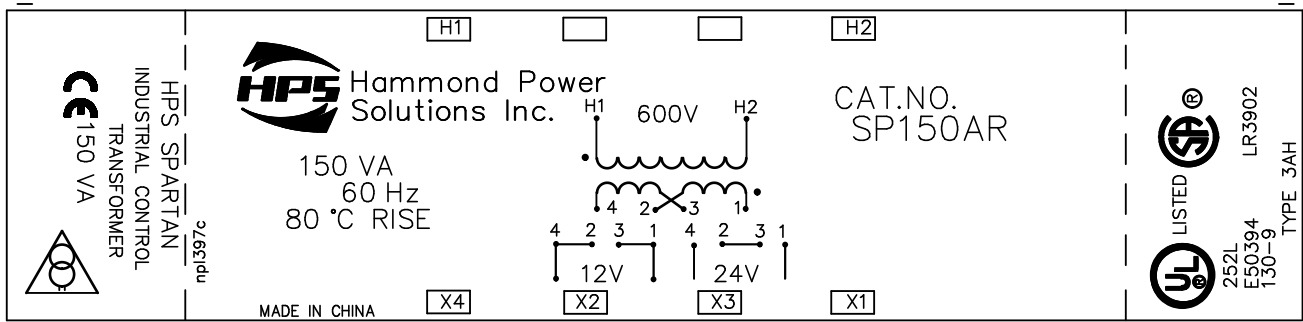 HPS SPARTAN
INDUSTRIAL CONTROL
TRANSFORMER
CE 150 VA
npl397c
H1
H2
HPS Hammond Power
Solutions Inc.
150 VA
60 Hz
80 °C RISE
MADE IN CHINA
H1 600V H2
4 2 3 1
4 2 3 1 4 2 3 1
12V 24V
CAT.NO.
SP150AR
X4 X2 X3 X1
SA ®
LR3902
UL ® LISTED
252L
E50394
130-9
TYPE 3AH